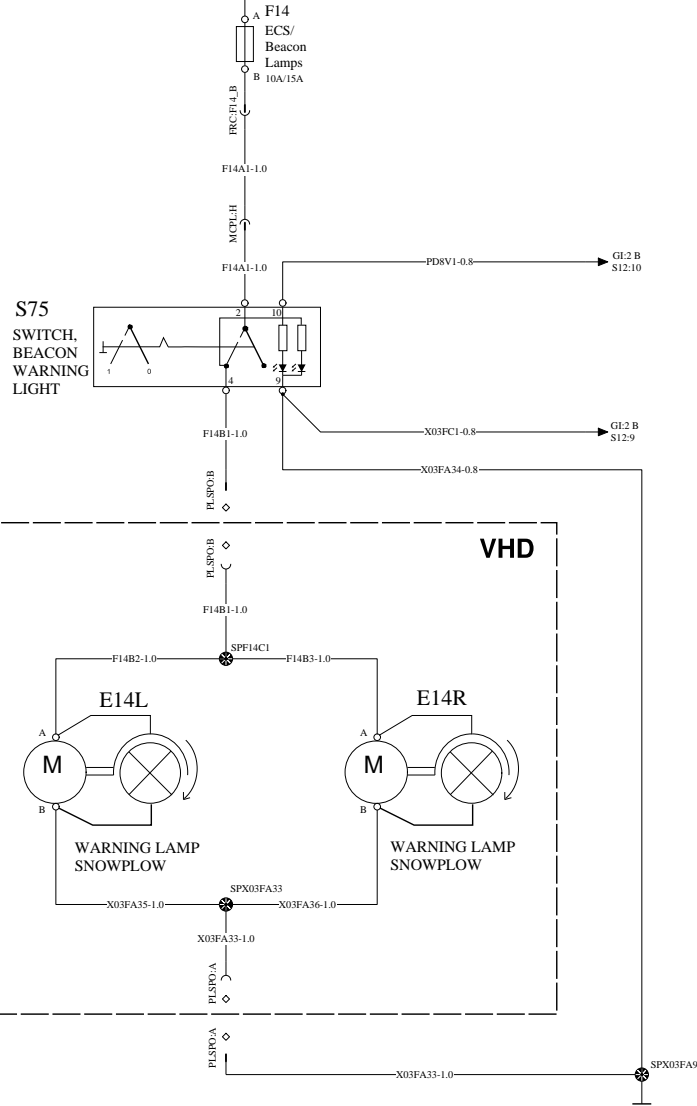 A F14
ECS/
Beacon
Lamps
B 10A/15A
FRC:F14_B
F14A1-1.0
MCPL:H
F14A1-1.0
PD8V1-0.8
GI:2 B
S12:10
S75
SWITCH,
BEACON
WARNING
LIGHT
2 10
1 0
4 9
F14B1-1.0
X03FC1-0.8
GI:2 B
S12:9
X03FA34-0.8
PLSPO:B
VHD
PLSPO:B
F14B1-1.0
SPF14C1
F14B2-1.0 F14B3-1.0
E14L E14R
A A
M M
B B
WARNING LAMP
SNOWPLOW
WARNING LAMP
SNOWPLOW
SPX03FA33
X03FA35-1.0 X03FA36-1.0
X03FA33-1.0
PLSPO:A
PLSPO:A
X03FA33-1.0
SPX03FA9